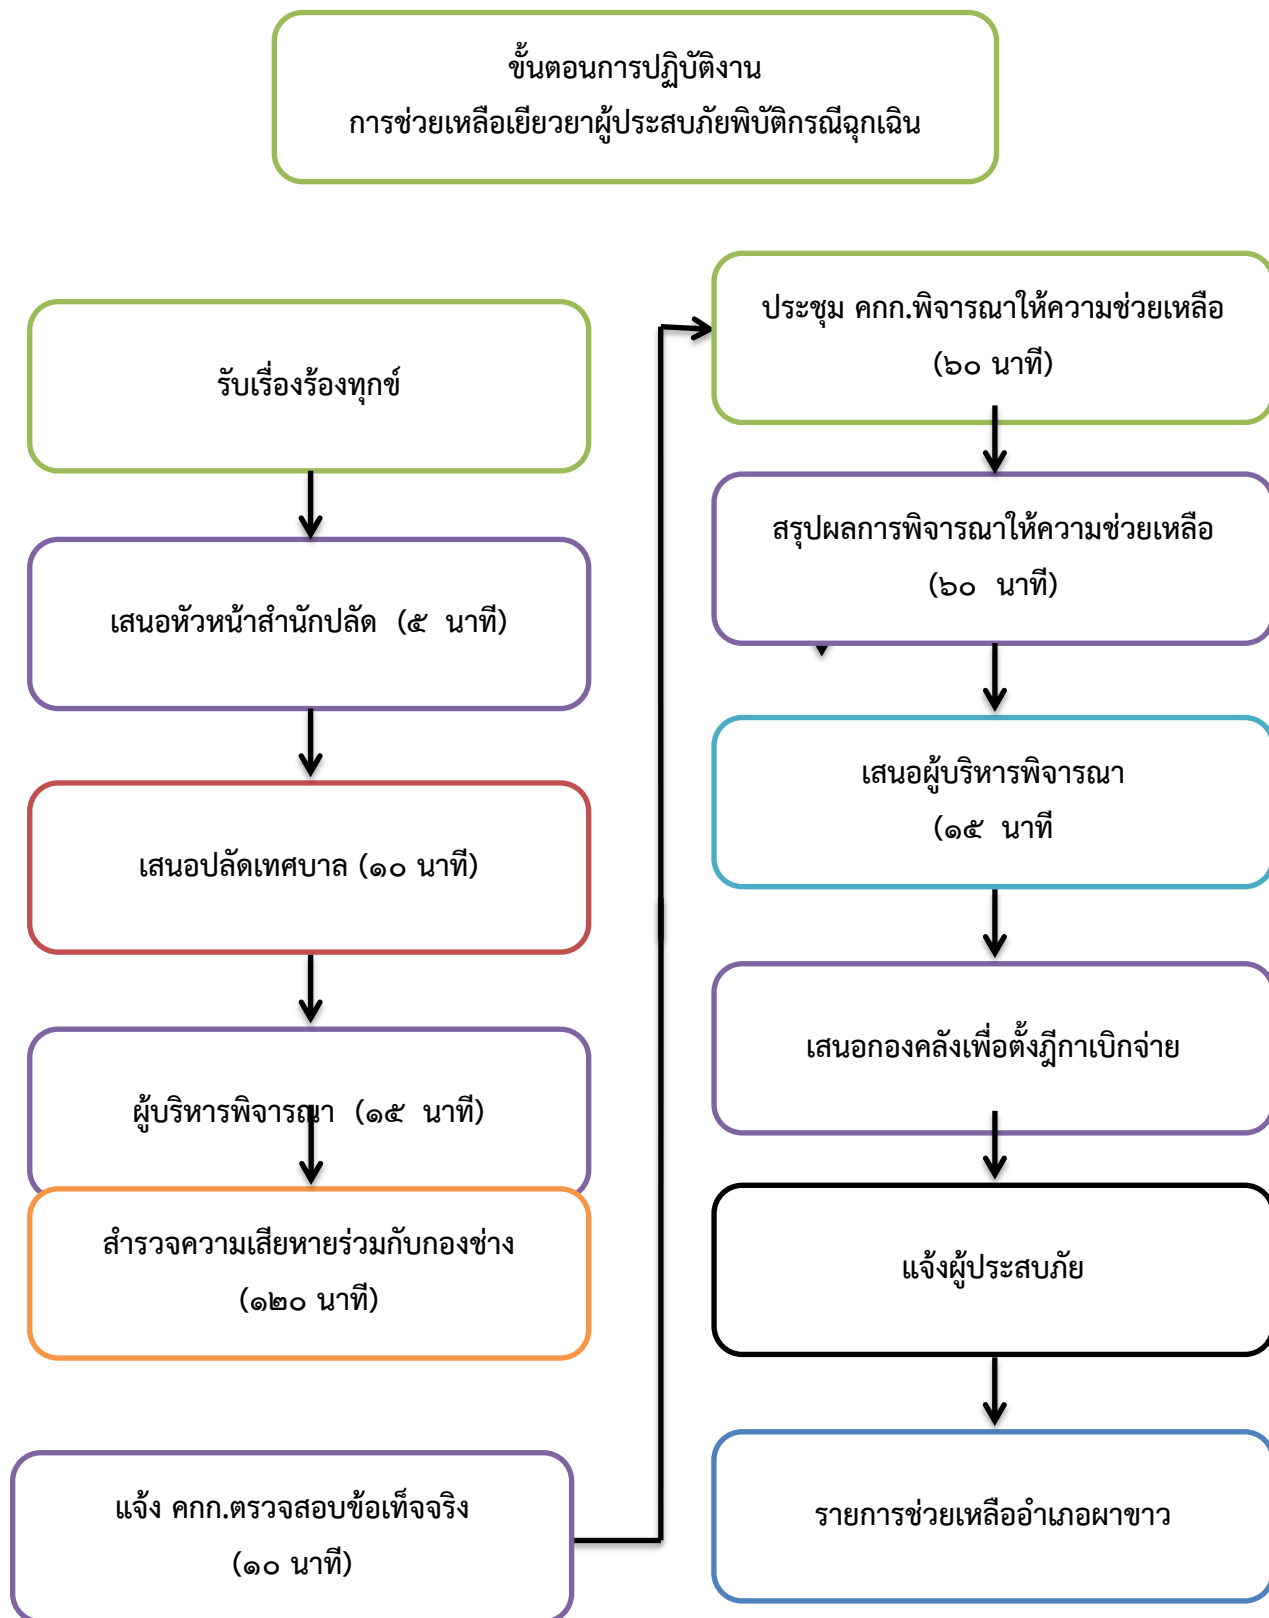 ขั้นตอนการปฏิบัติงาน
การช่วยเหลือเยียวยาผู้ประสบภัยพิบัติกรณีฉุกเฉิน
รับเรื่องร้องทุกข์
เสนอหัวหน้าสำนักปลัด (๕ นาที)
เสนอปลัดเทศบาล (๑๐ นาที)
ผู้บริหารพิจารณา (๑๕ นาที)
สำรวจความเสียหายร่วมกับกองช่าง
(๑๒๐ นาที)
แจ้ง คกก.ตรวจสอบข้อเท็จจริง
(๑๐ นาที)
ประชุม คกก.พิจารณาให้ความช่วยเหลือ
(๖๐ นาที)
สรุปผลการพิจารณาให้ความช่วยเหลือ
(๖๐ นาที)
เสนอผู้บริหารพิจารณา
(๑๕ นาที
เสนอกองคลังเพื่อตั้งฎีกาเบิกจ่าย
แจ้งผู้ประสบภัย
รายการช่วยเหลืออำเภอผาขาว